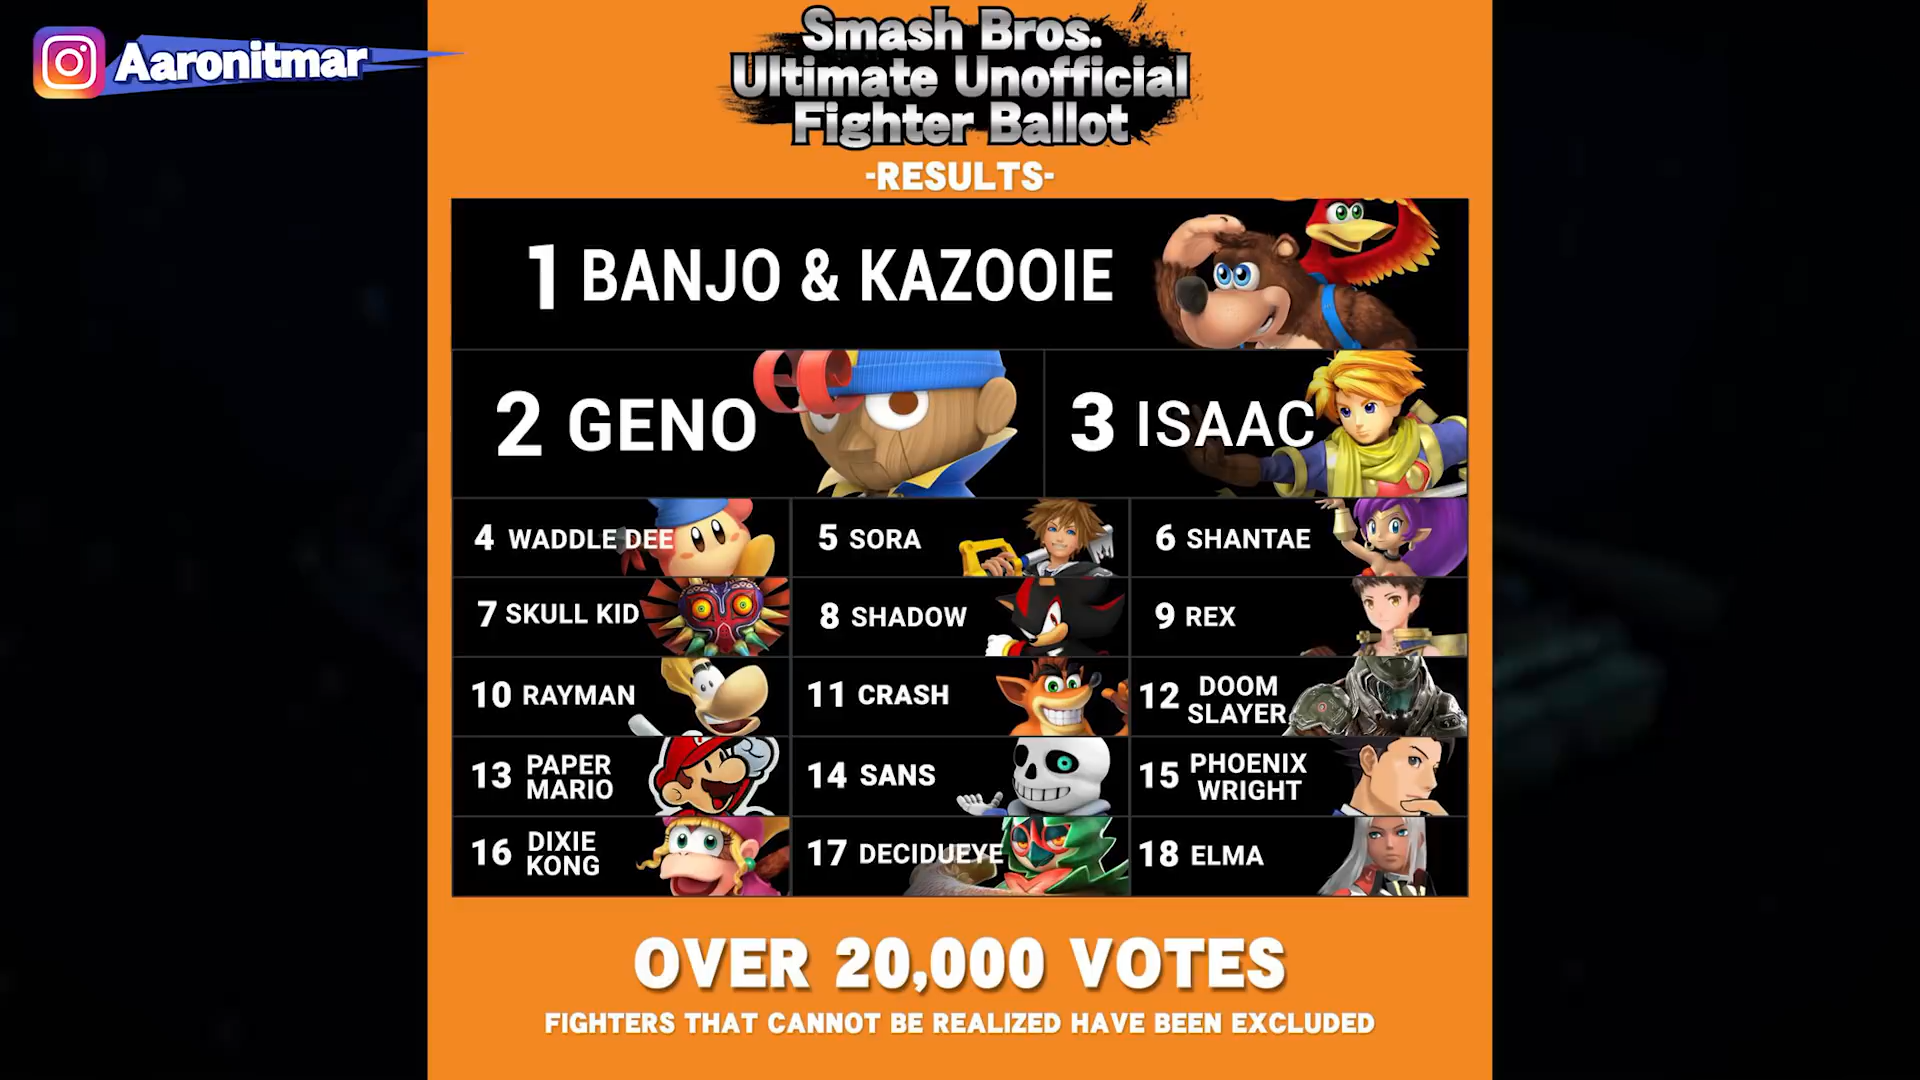 Aaronitmar
Smash Bros.
Ultimate Unofficial
Fighter Ballot
-RESULTS-
1 BANJO & KAZOOIE
2 GENO
3 ISAAC
4 WADDLE DEE
5 SORA
6 SHANTAE
7 SKULL KID
8 SHADOW
9 REX
10 RAYMAN
11 CRASH
12 DOOM
SLAYER
13 PAPER
MARIO
14 SANS
15 PHOENIX
WRIGHT
16 DIXIE
KONG
17 DECIDUEYE
18 ELMA
OVER 20,000 VOTES
FIGHTERS THAT CANNOT BE REALIZED HAVE BEEN EXCLUDED